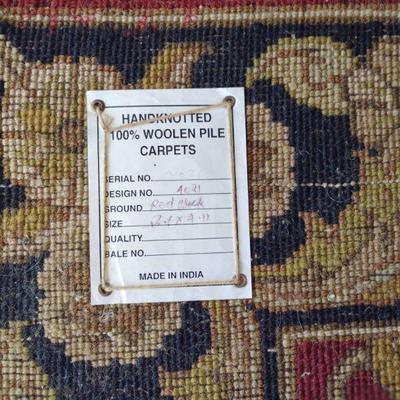 HANDKNOTTED
100% WOOLEN PILE
CARPETS
SERIAL NO.
DESIGN NO.
GROUND Red Black
SIZE
QUALITY
BALE NO.
MADE IN INDIA